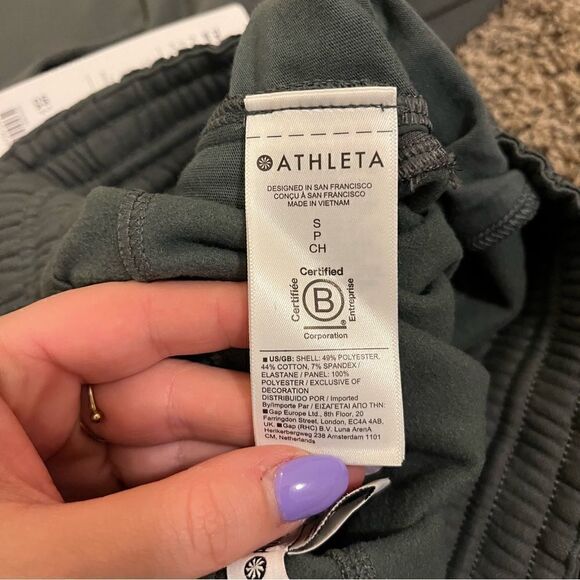 ATHLETA
DESIGNED IN SAN FRANCISCO
CONÇU À SAN FRANCISCO
MADE IN VIETNAM
S
P
CH
Certified
Certifiée
B
Entreprise
®
Corporation
■ US/GB: SHELL: 49% POLYESTER,
44% COTTON, 7% SPANDEX /
ELASTANE / PANEL: 100%
POLYESTER / EXCLUSIVE OF
DECORATION
DISTRIBUIDO POR / Imported
By/Importe Par / ΕΙΣΑΓΕΤΑΙ ΑΠΟ ΤΗΝ:
■ Gap Europe Ltd., 8th Floor, 20
Farringdon Street, London, EC4A 4AB,
UK. ■ Gap (RHC) B.V. Luna ArenA
Herikerbergweg 238 Amsterdam 1101
CM, Netherlands